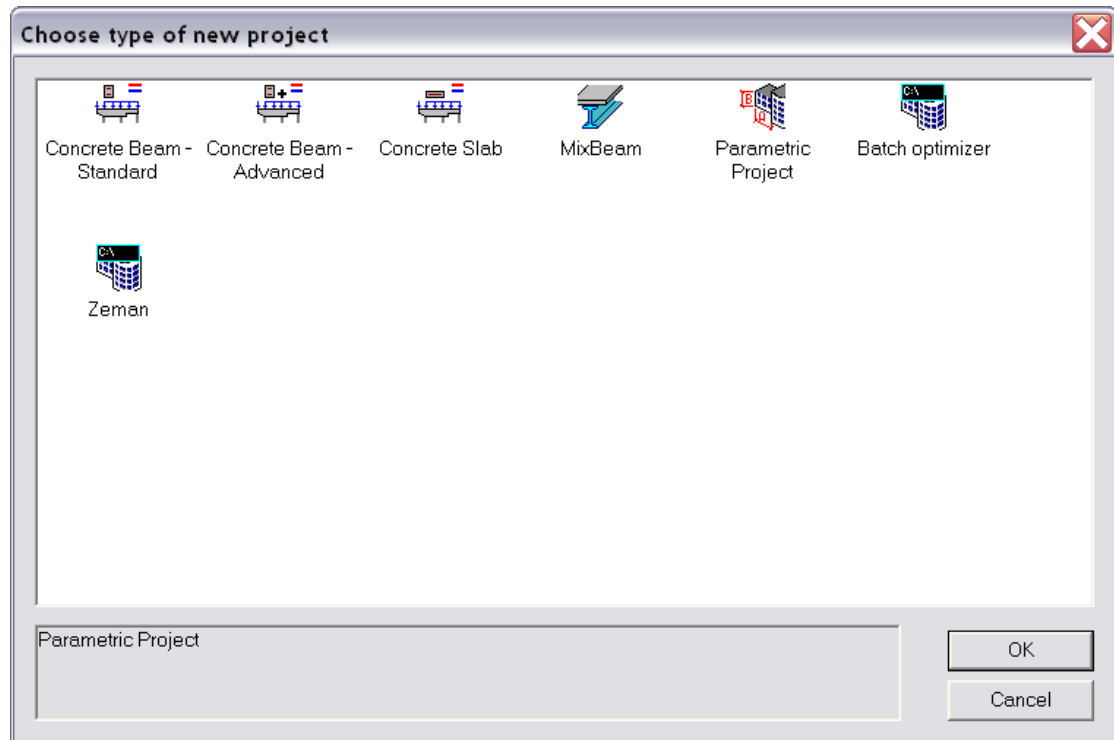 Choose type of new project
Concrete Beam -
Standard
Concrete Beam -
Advanced
Concrete Slab
MixBeam
Parametric
Project
Batch optimizer
Zeman
Parametric Project
OK
Cancel